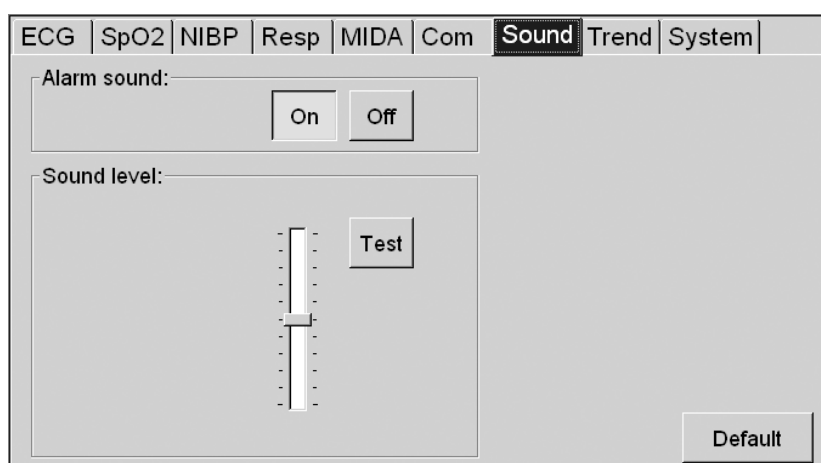 ECG SpO2 NIBP Resp MIDA Com Sound Trend System
Alarm sound:
On Off
Sound level:
Test
Default